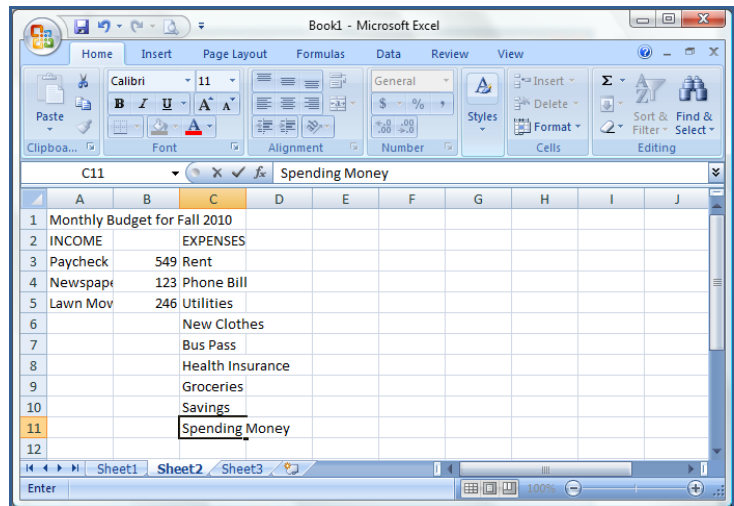 Book1 - Microsoft Excel
Home Insert Page Layout Formulas Data Review View
Calibri 11 General Insert
Paste B I U A A $ % , Styles Delete Sort & Find &
A .00 .00 Format Filter Select
Clipboa... Font Alignment Number Cells Editing
C11 fx Spending Money
A B C D E F G H I J
1 Monthly Budget for Fall 2010
2 INCOME EXPENSES
3 Paycheck 549 Rent
4 Newspape 123 Phone Bill
5 Lawn Mov 246 Utilities
6 New Clothes
7 Bus Pass
8 Health Insurance
9 Groceries
10 Savings
11 Spending Money
12
Sheet1 Sheet2 Sheet3
Enter 100%